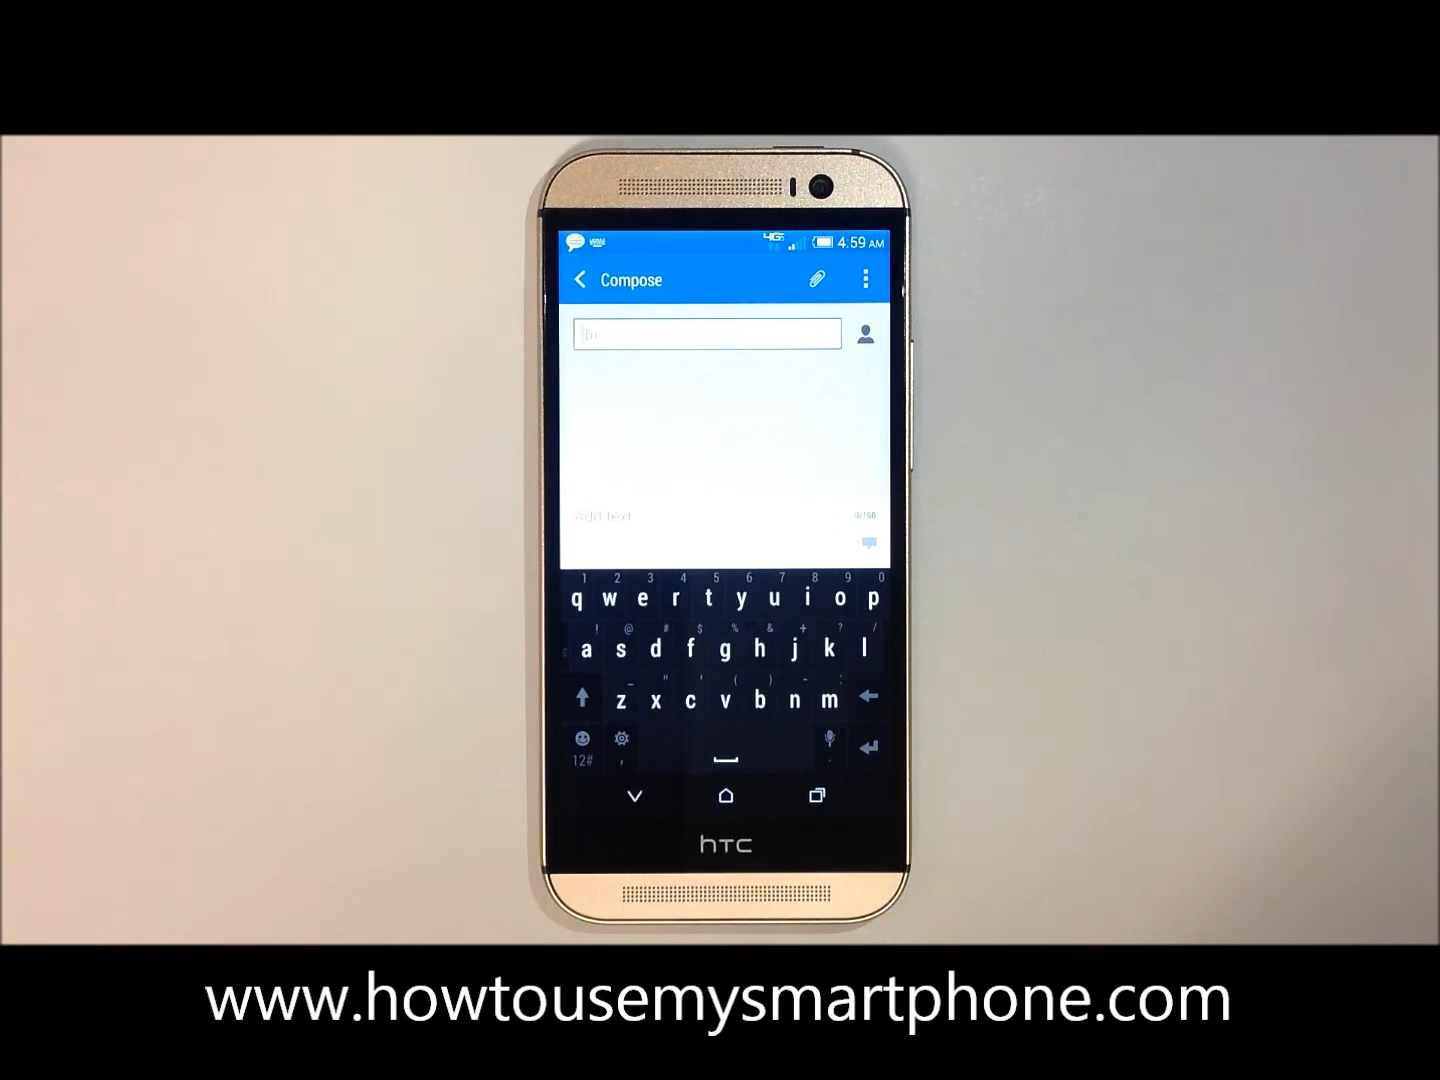 4G 4:59 AM
Compose
To
Add text 0/160
1 2 3 4 5 6 7 8 9 0
q w e r t y u i o p
! @ # $ % & + ? /
a s d f g h j k l
_ " ' ( ) - :
z x c v b n m
12# , .
hTC
www.howtousemysmartphone.com